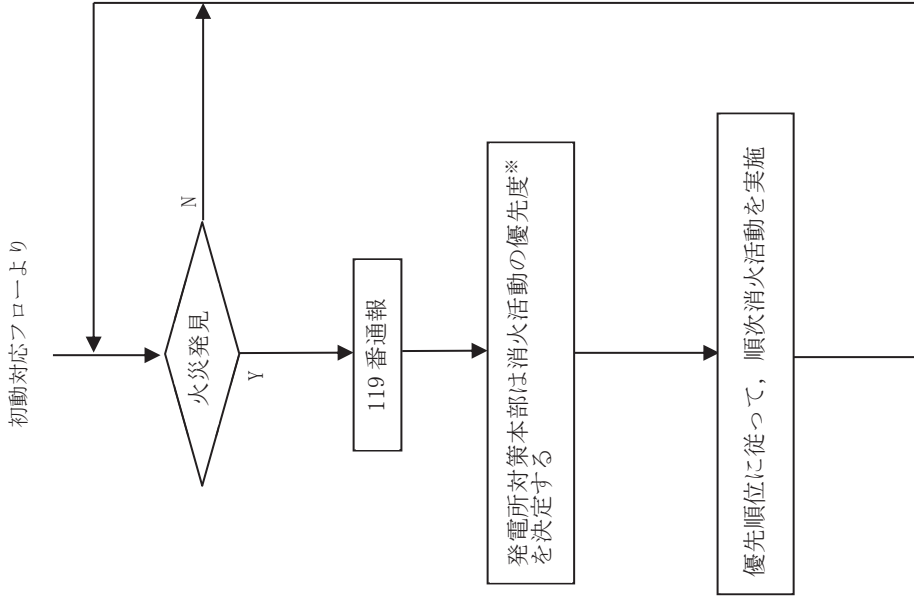 初動対応フローより
火災発見
N
Y
119番通報
発電所対策本部は消火活動の優先度※
を決定する
優先順位に従って，順次消火活動を実施